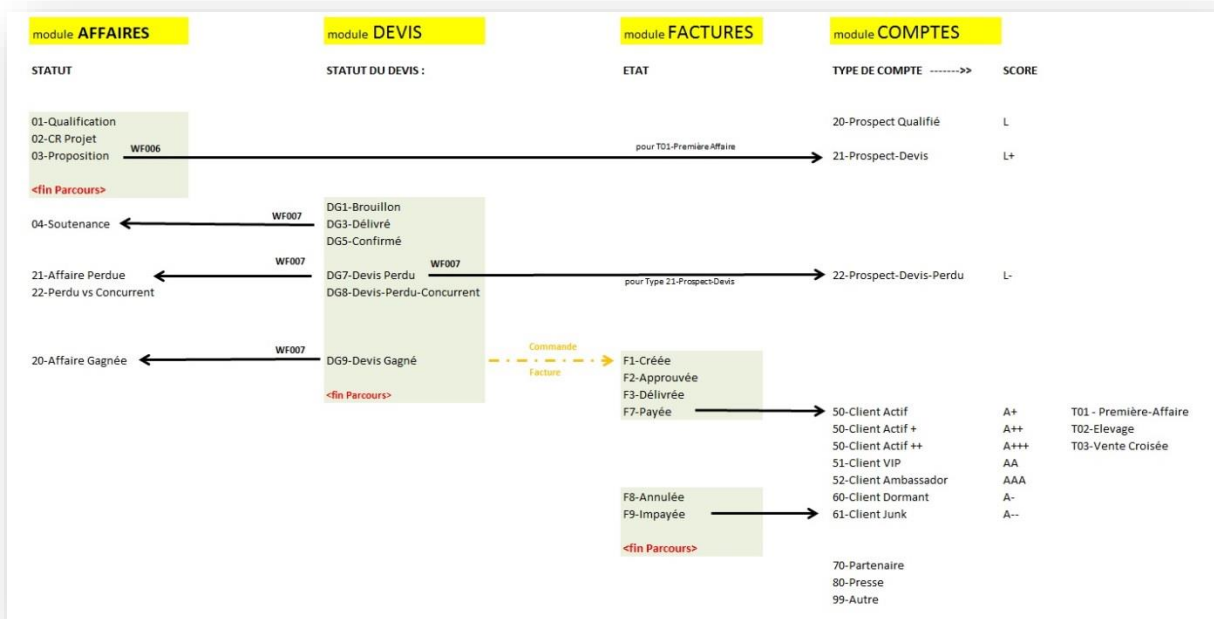 module AFFAIRES module DEVIS module FACTURES module COMPTES
STATUT STATUT DU DEVIS : ETAT TYPE DE COMPTE ------->> SCORE
01-Qualification 20-Prospect Qualifié L
02-CR Projet
03-Proposition WF006 pour T01-Première Affaire 21-Prospect-Devis L+
<fin Parcours>
DG1-Brouillon
04-Soutenance WF007 DG3-Délivré
DG5-Confirmé
21-Affaire Perdue WF007 DG7-Devis Perdu WF007 pour Type 21-Prospect-Devis 22-Prospect-Devis-Perdu L-
22-Perdu vs Concurrent DG8-Devis-Perdu-Concurrent
20-Affaire Gagnée WF007 DG9-Devis Gagné Commande Facture F1-Créée
F2-Approuvée
<fin Parcours> F3-Délivrée
F7-Payée 50-Client Actif A+ T01 - Première-Affaire
50-Client Actif + A++ T02-Elevage
50-Client Actif ++ A+++ T03-Vente Croisée
51-Client VIP AA
52-Client Ambassador AAA
F8-Annulée 60-Client Dormant A-
F9-Impayée 61-Client Junk A--
<fin Parcours>
70-Partenaire
80-Presse
99-Autre